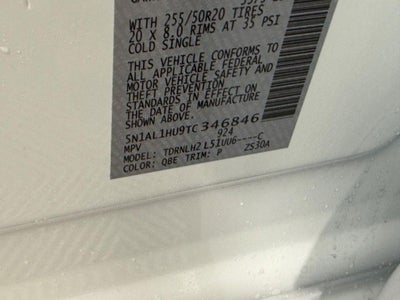 WITH 255/50R20 TIRES
20 X 8.0 RIMS AT 35 PSI
COLD SINGLE
THIS VEHICLE CONFORMS TO
ALL APPLICABLE FEDERAL
MOTOR VEHICLE SAFETY AND
THEFT PREVENTION
STANDARDS IN EFFECT ON
THE DATE OF MANUFACTURE
SHOWN ABOVE.
5N1AL1HU9TC346846
MPV 924
MODEL: TDRNLH2 L51UU6----C
COLOR: QBE TRIM: P ZS30A